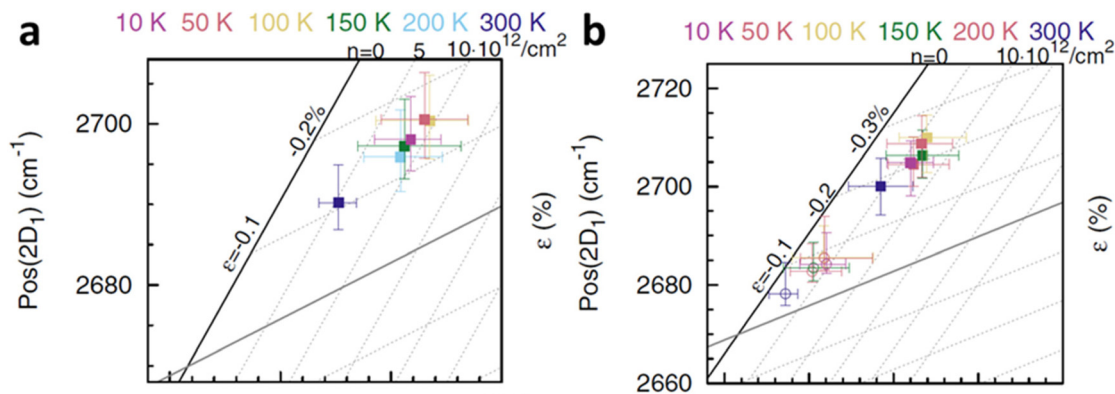 a
10 K 50 K 100 K 150 K 200 K 300 K
n=0 5 10·10¹²/cm²
Pos(2D₁) (cm⁻¹)
2700
2680
ε=-0.1
-0.2%
ε (%)
b
10 K 50 K 100 K 150 K 200 K 300 K
n=0 10·10¹²/cm²
Pos(2D₁) (cm⁻¹)
2720
2700
2680
2660
ε=-0.1
-0.2
-0.3%
ε (%)